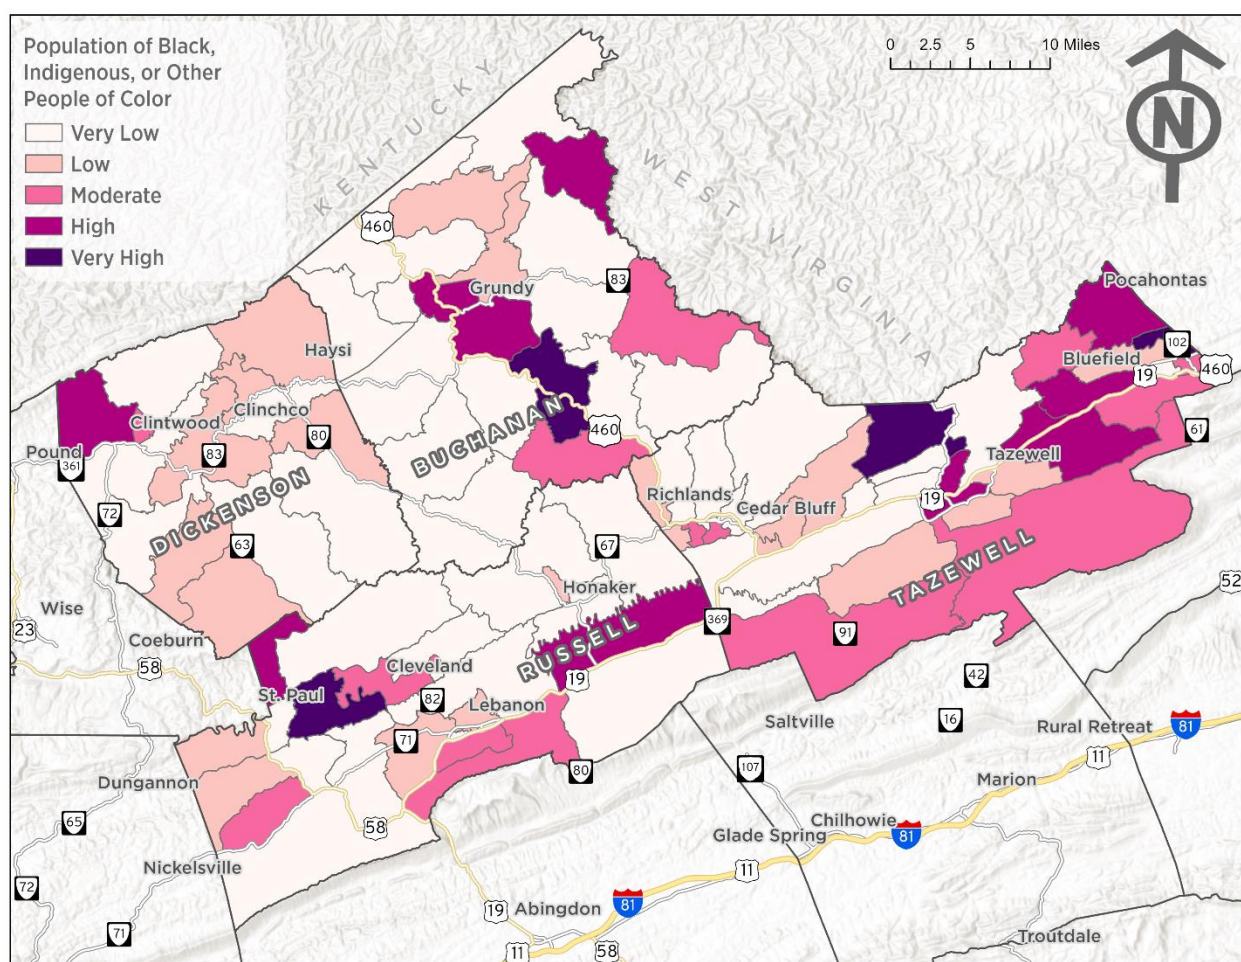 Population of Black,
Indigenous, or Other
People of Color
Very Low
Low
Moderate
High
Very High
0 2.5 5 10 Miles
N
KENTUCKY
WEST VIRGINIA
460
83
Grundy
Pocahontas
102
Bluefield
19
460
Haysi
Clinchco
Clintwood
80
83
Pound
361
BUCHANAN
460
61
Tazewell
72
DICKENSON
Richlands
Cedar Bluff
19
63
67
Honaker
TAZEWELL
Wise
23
Coeburn
58
369
91
52
RUSSELL
Cleveland
St. Paul
82
19
Lebanon
42
71
Saltville
16
Rural Retreat
81
Dungannon
80
107
11
Marion
65
58
Chilhowie
Glade Spring
81
Nickelsville
11
72
19
Abingdon
81
71
11
58
Troutdale